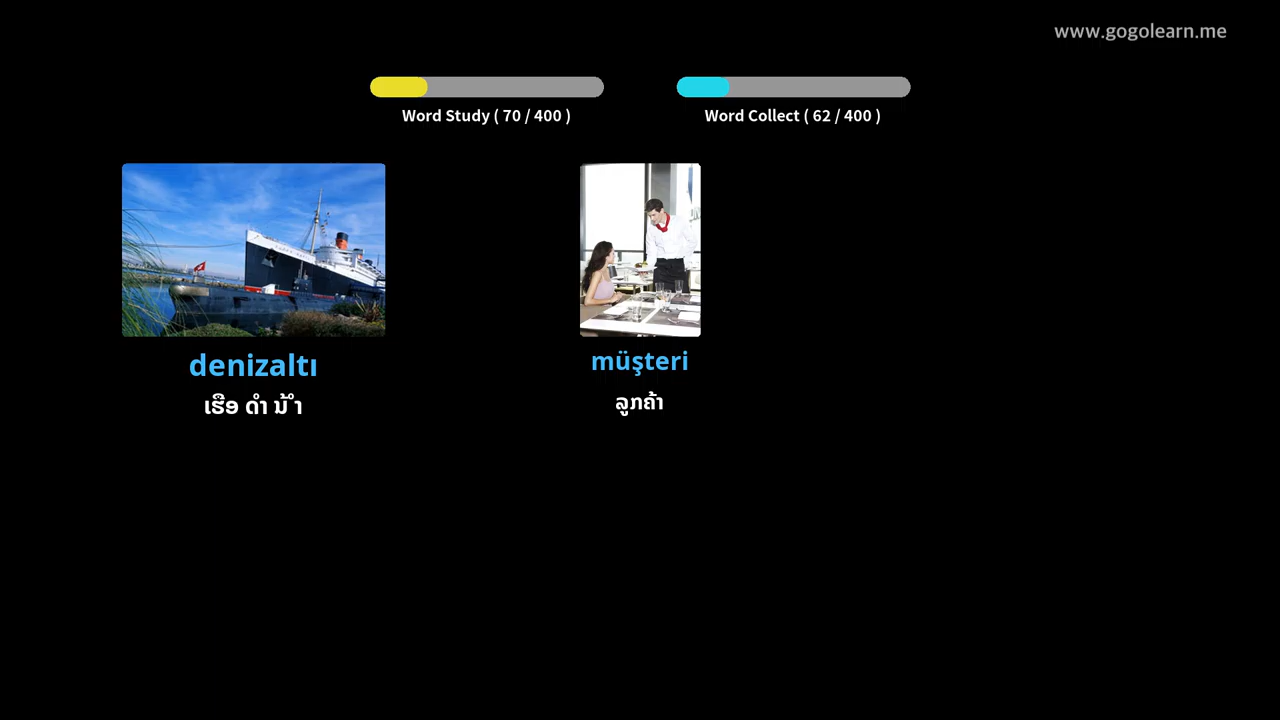 www.gogolearn.me
Word Study ( 70 / 400 )
Word Collect ( 62 / 400 )
denizaltı
ເຮືອ ດຳ ນ້ ຳ
müşteri
ລູກຄ້າ